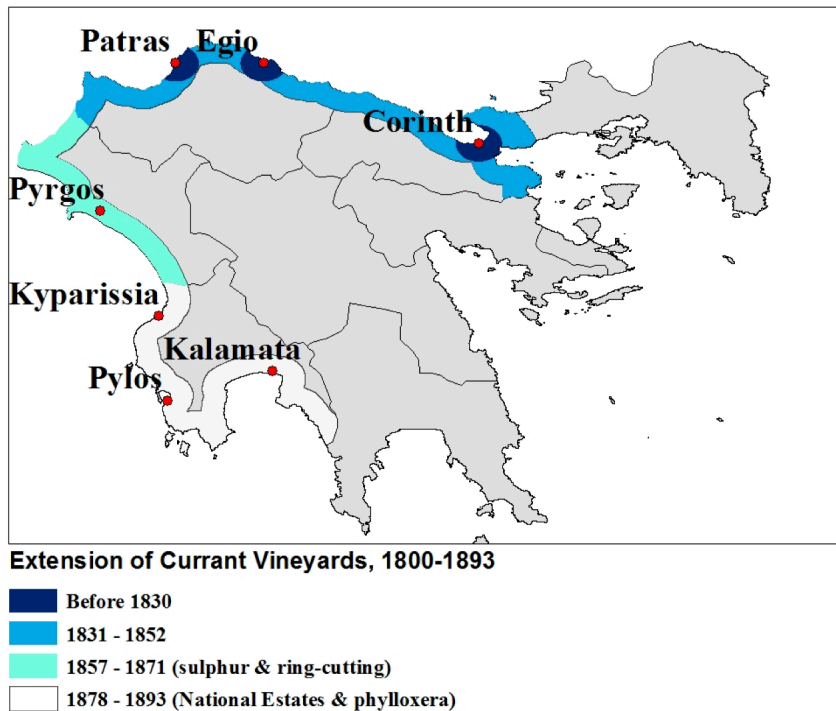 Patras Egio
Corinth
Pyrgos
Kyparissia
Kalamata
Pylos
Extension of Currant Vineyards, 1800-1893
Before 1830
1831 - 1852
1857 - 1871 (sulphur & ring-cutting)
1878 - 1893 (National Estates & phylloxera)